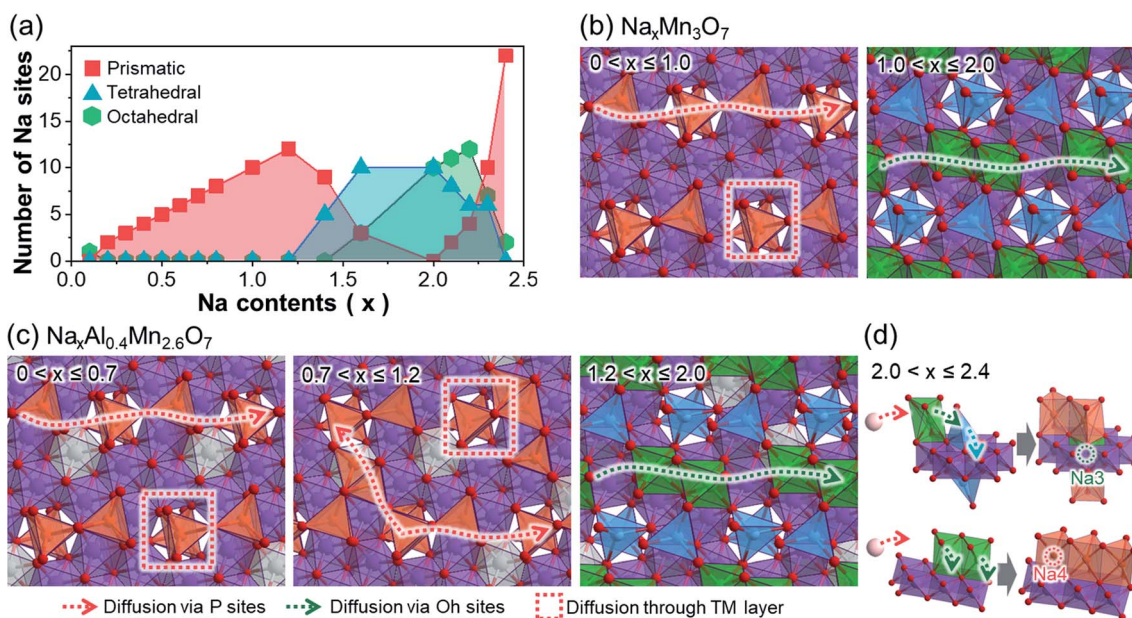 (a)
Number of Na sites
20
15
10
5
0
Prismatic
Tetrahedral
Octahedral
0.0 0.5 1.0 1.5 2.0 2.5
Na contents ( x )
(b) NaₓMn₃O₇
0 < x ≤ 1.0
1.0 < x ≤ 2.0
(c) NaₓAl₀.₄Mn₂.₆O₇
0 < x ≤ 0.7
0.7 < x ≤ 1.2
1.2 < x ≤ 2.0
(d)
2.0 < x ≤ 2.4
Na3
Na4
Diffusion via P sites
Diffusion via Oh sites
Diffusion through TM layer